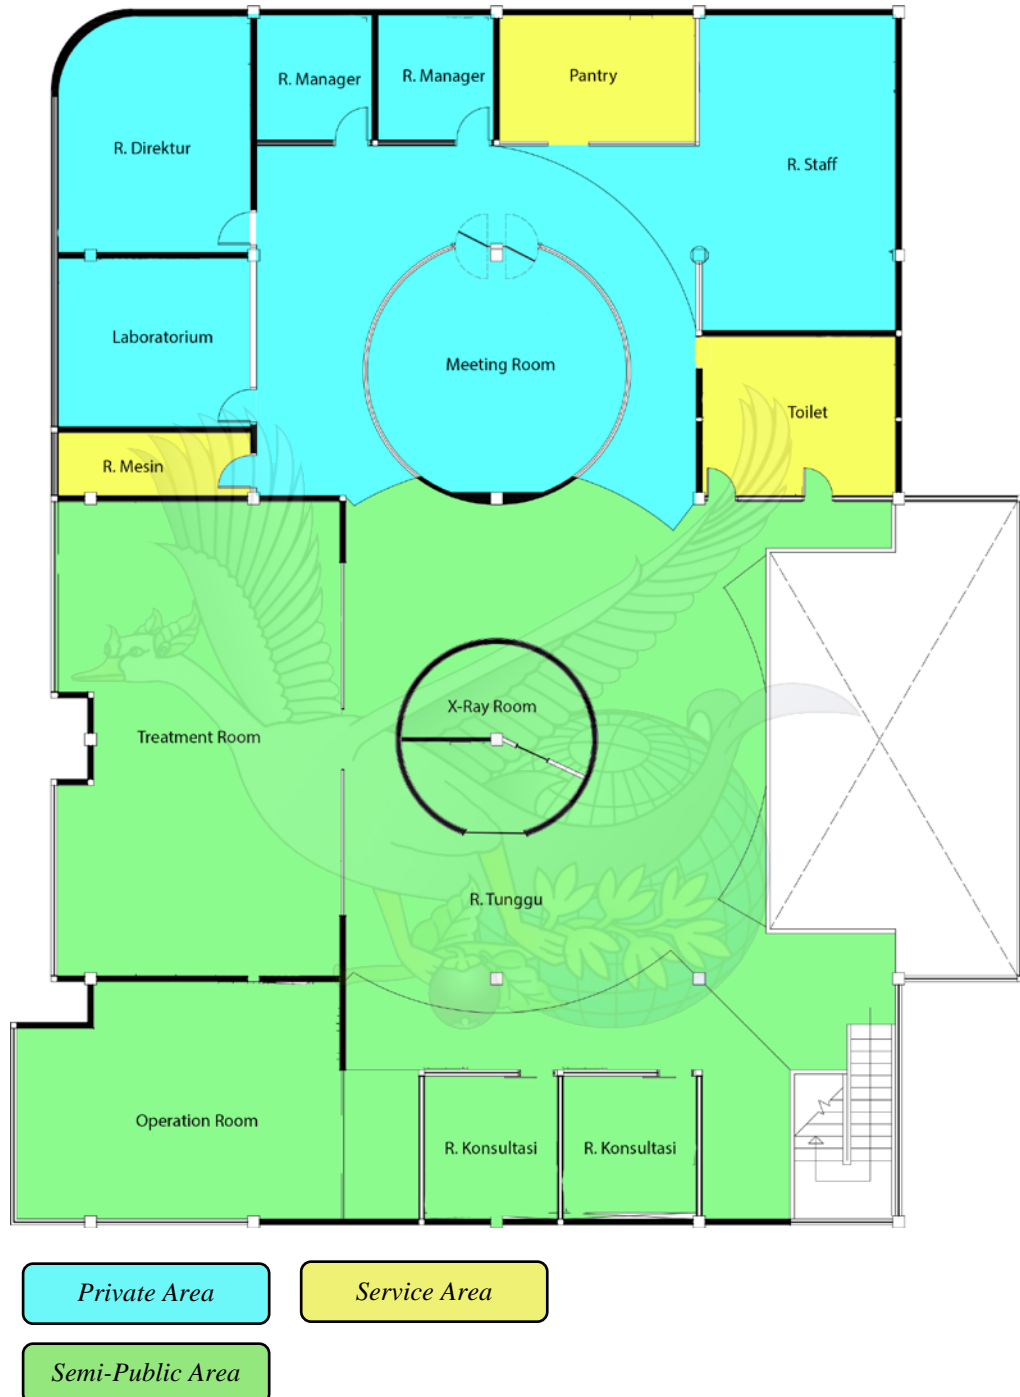 R. Manager
R. Manager
Pantry
R. Direktur
R. Staff
Laboratorium
Meeting Room
Toilet
R. Mesin
X-Ray Room
Treatment Room
R. Tunggu
Operation Room
R. Konsultasi
R. Konsultasi
Private Area
Service Area
Semi-Public Area